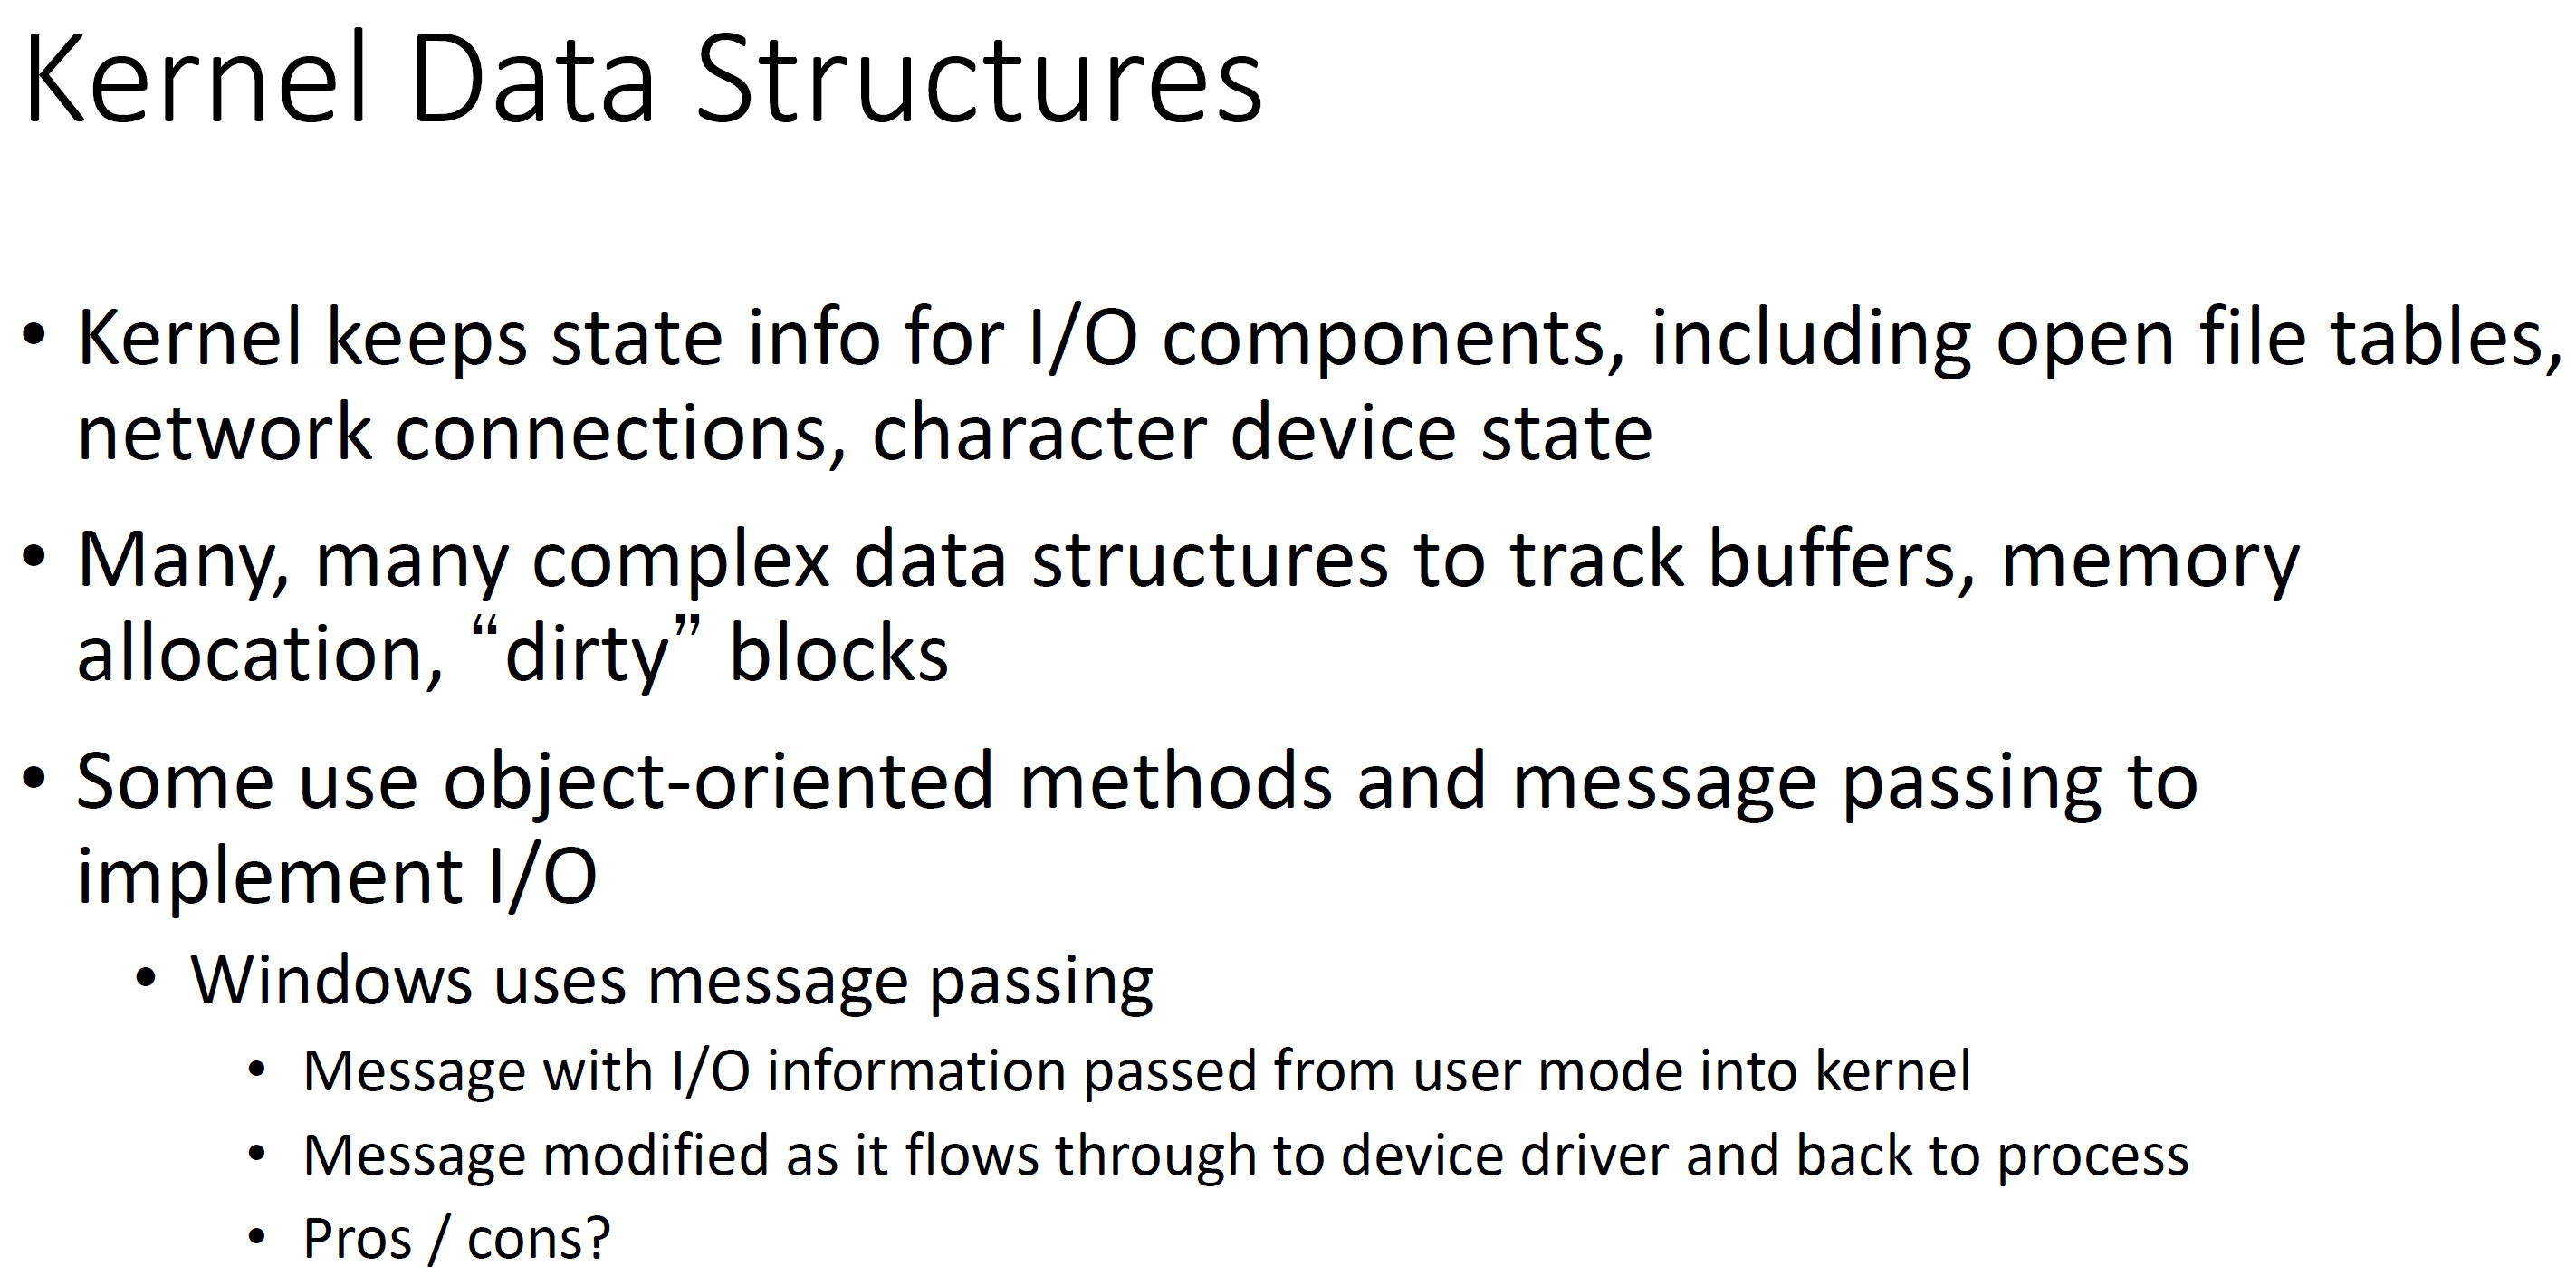 Kernel Data Structures
• Kernel keeps state info for I/O components, including open file tables,
network connections, character device state
• Many, many complex data structures to track buffers, memory
allocation, “dirty” blocks
• Some use object-oriented methods and message passing to
implement I/O
• Windows uses message passing
• Message with I/O information passed from user mode into kernel
• Message modified as it flows through to device driver and back to process
• Pros / cons?